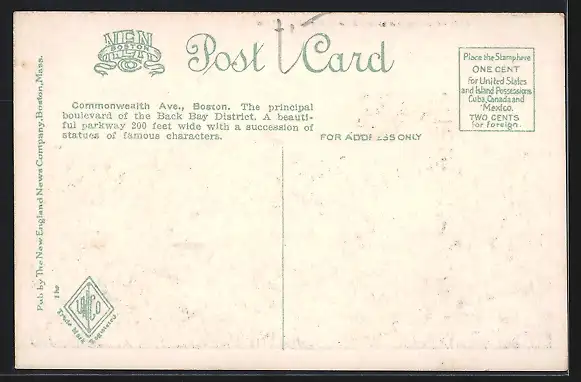 NEN
BOSTON
Post Card
Place the Stamp here
ONE CENT
for United States
and Island Possessions
Cuba, Canada and
Mexico.
TWO CENTS
for Foreign.
Commonwealth Ave., Boston. The principal
boulevard of the Back Bay District. A beauti-
ful parkway 200 feet wide with a succession of
statues of famous characters.
FOR ADDRESS ONLY
Pub by The New England News Company, Boston, Mass.
The
Trade Mark Registered